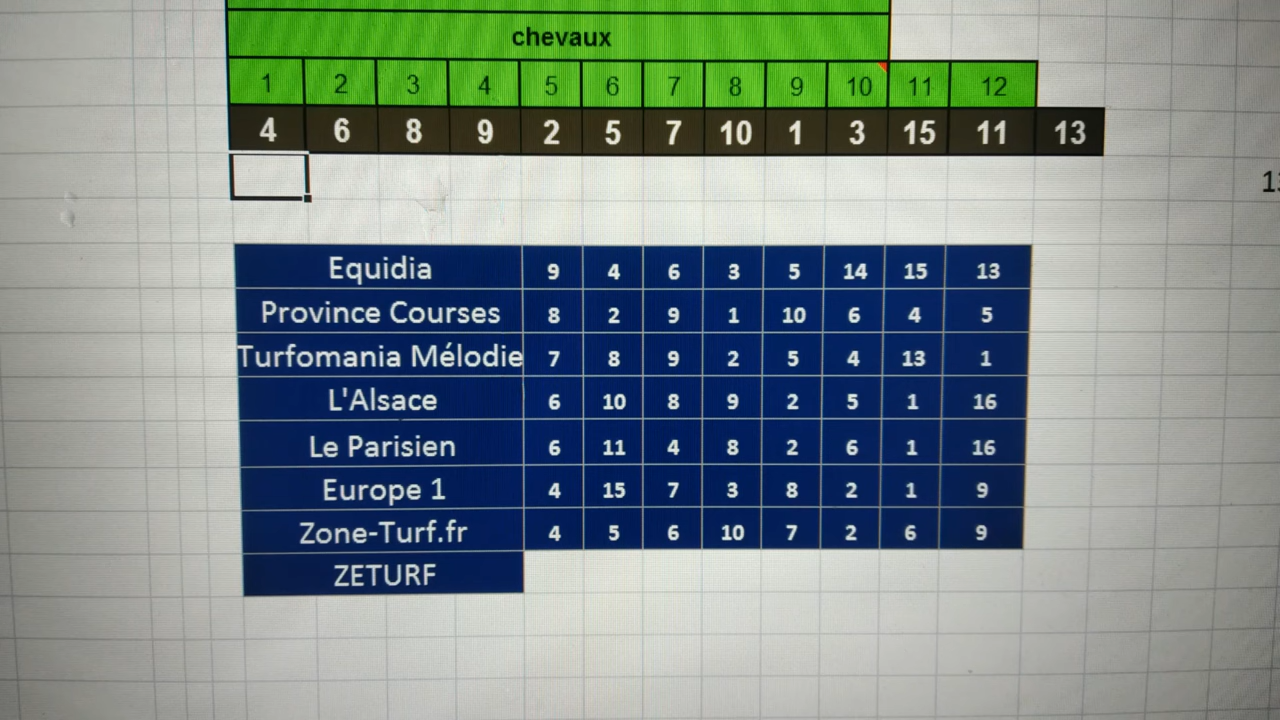 chevaux
1 2 3 4 5 6 7 8 9 10 11 12
4 6 8 9 2 5 7 10 1 3 15 11 13
Equidia 9 4 6 3 5 14 15 13
Province Courses 8 2 9 1 10 6 4 5
Turfomania Mélodie 7 8 9 2 5 4 13 1
L'Alsace 6 10 8 9 2 5 1 16
Le Parisien 6 11 4 8 2 6 1 16
Europe 1 4 15 7 3 8 2 1 9
Zone-Turf.fr 4 5 6 10 7 2 6 9
ZETURF